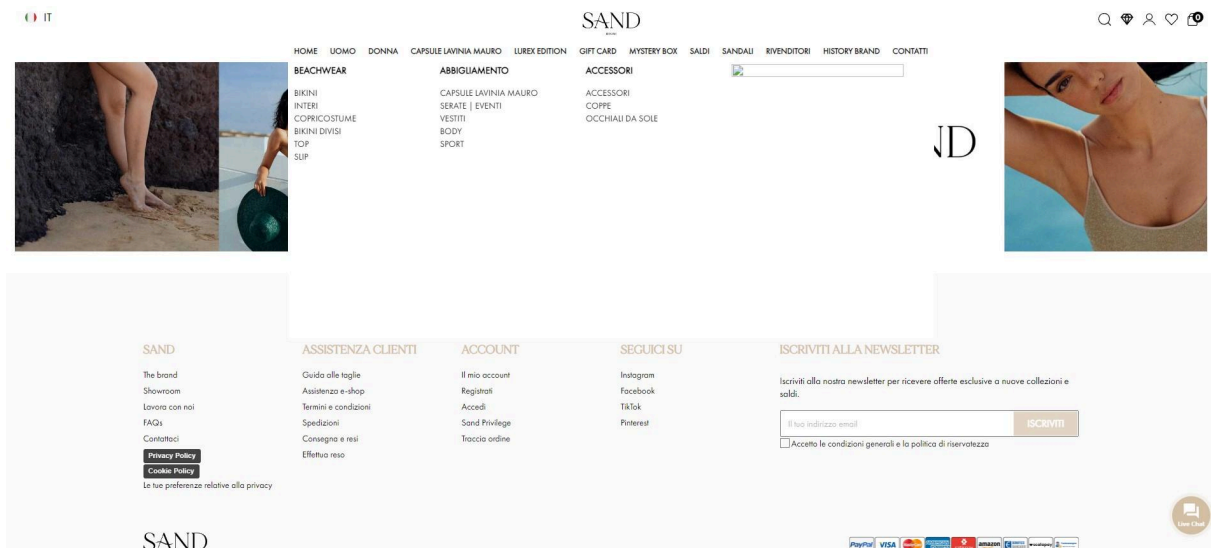 IT
SAND
0
HOME UOMO DONNA CAPSULE LAVINIA MAURO LUREX EDITION GIFT CARD MYSTERY BOX SALDI SANDALI RIVENDITORI HISTORY BRAND CONTATTI
BEACHWEAR
BIKINI
INTERI
COPRICOSTUME
BIKINI DIVISI
TOP
SLIP
ABBIGLIAMENTO
CAPSULE LAVINIA MAURO
SERATE | EVENTI
VESTITI
BODY
SPORT
ACCESSORI
ACCESSORI
COPPE
OCCHIALI DA SOLE
ND
SAND
The brand
Showroom
Lavora con noi
FAQs
Contattaci
Privacy Policy
Cookie Policy
Le tue preferenze relative alla privacy
ASSISTENZA CLIENTI
Guida alle taglie
Assistenza e-shop
Termini e condizioni
Spedizioni
Consegna e resi
Effettua reso
ACCOUNT
Il mio account
Registrati
Accedi
Sand Privilege
Traccia ordine
SEGUICI SU
Instagram
Facebook
TikTok
Pinterest
ISCRIVITI ALLA NEWSLETTER
Iscriviti alla nostra newsletter per ricevere offerte esclusive a nuove collezioni e
saldi.
Il tuo indirizzo email
ISCRIVITI
Accetto le condizioni generali e la politica di riservatezza
Live Chat
SAND
PayPal VISA amazon scalapay